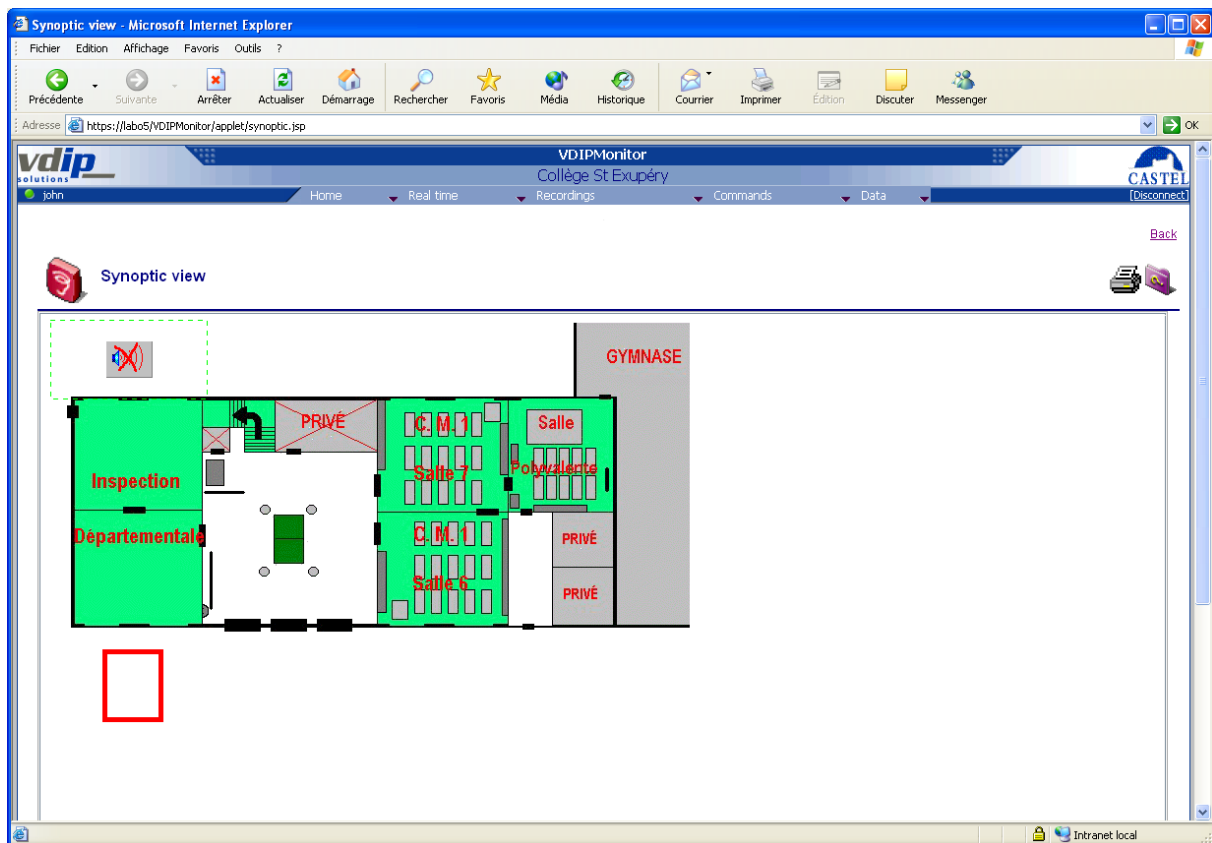 Synoptic view - Microsoft Internet Explorer
Fichier Edition Affichage Favoris Outils ?
Précédente Suivante Arrêter Actualiser Démarrage Rechercher Favoris Média Historique Courrier Imprimer Édition Discuter Messenger
Adresse https://labo5/VDIPMonitor/applet/synoptic.jsp OK
vdip
solutions
VDIPMonitor
Collège St Exupéry
CASTEL
john Home Real time Recordings Commands Data [Disconnect]
Back
Synoptic view
GYMNASE
PRIVÉ C. M. 1 Salle
Inspection Salle 7 Polyvalente
Départementale C. M. 1 PRIVÉ
Salle 6 PRIVÉ
Intranet local